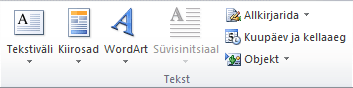 Tekstiväli
Kiirosad
WordArt
Süvisinitsiaal
Allkirjarida
Kuupäev ja kellaaeg
Objekt
Tekst